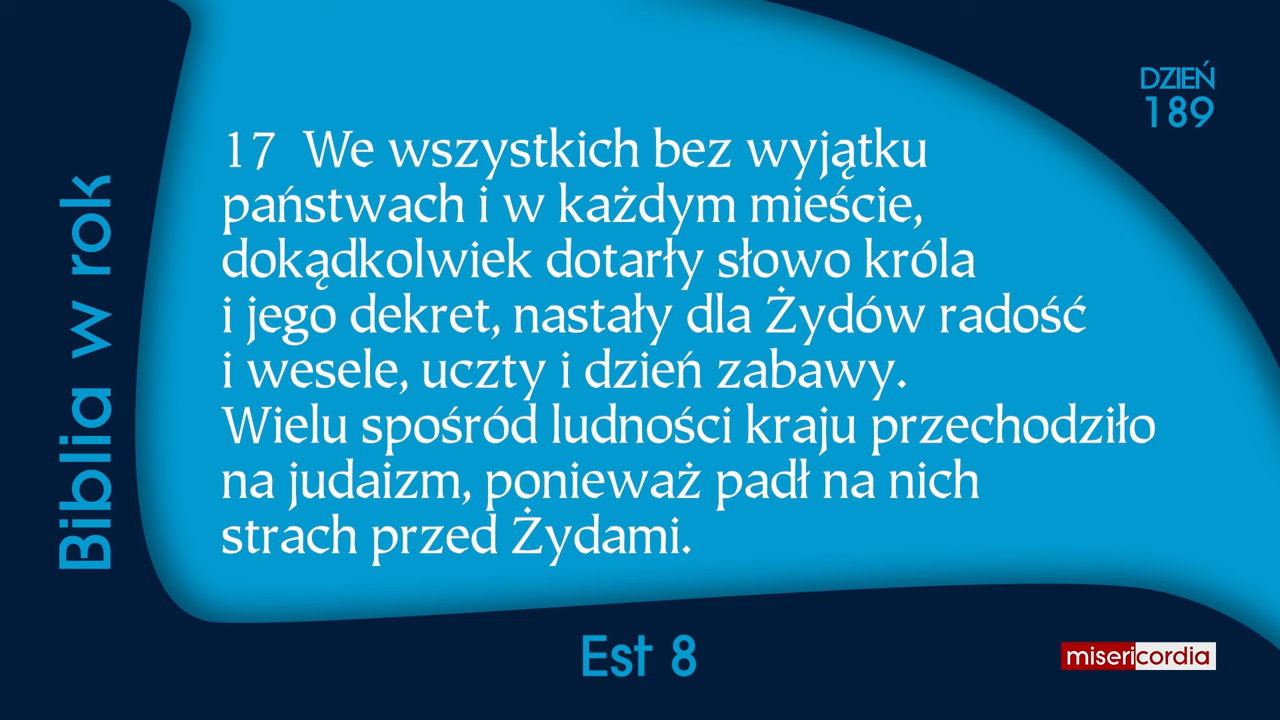 DZIEŃ
189
17 We wszystkich bez wyjątku
państwach i w każdym mieście,
dokądkolwiek dotarły słowo króla
i jego dekret, nastały dla Żydów radość
i wesele, uczty i dzień zabawy.
Wielu spośród ludności kraju przechodziło
na judaizm, ponieważ padł na nich
strach przed Żydami.
Biblia w rok
Est 8
misericordia